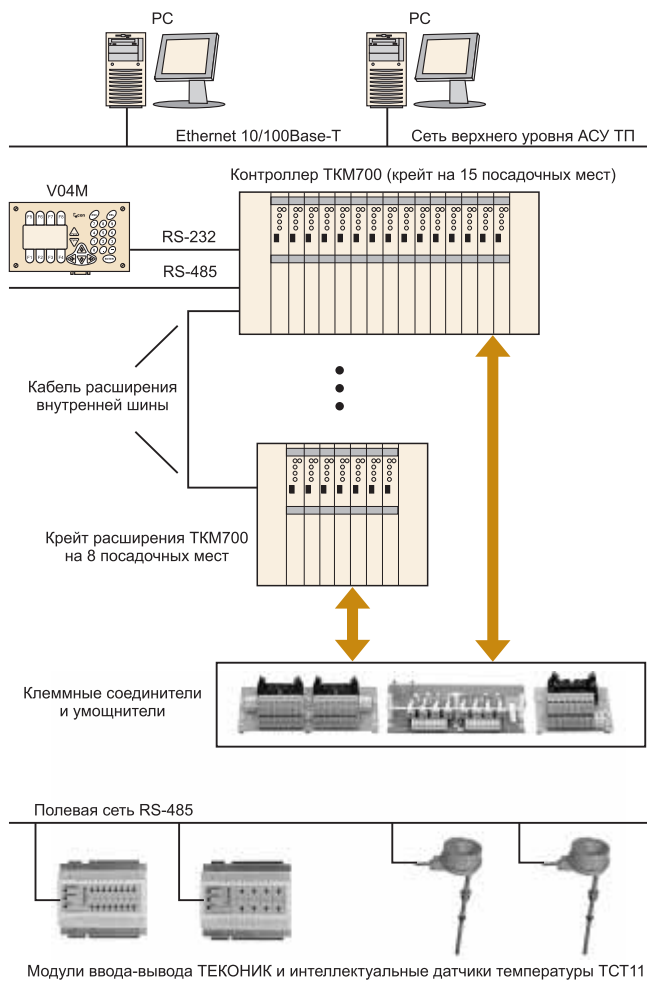 PC
PC
Ethernet 10/100Base-T
Сеть верхнего уровня АСУ ТП
Контроллер ТКМ700 (крейт на 15 посадочных мест)
V04M
RS-232
RS-485
Кабель расширения
внутренней шины
Крейт расширения ТКМ700
на 8 посадочных мест
Клеммные соединители
и умощнители
Полевая сеть RS-485
Модули ввода-вывода ТЕКОНИК и интеллектуальные датчики температуры ТСТ11